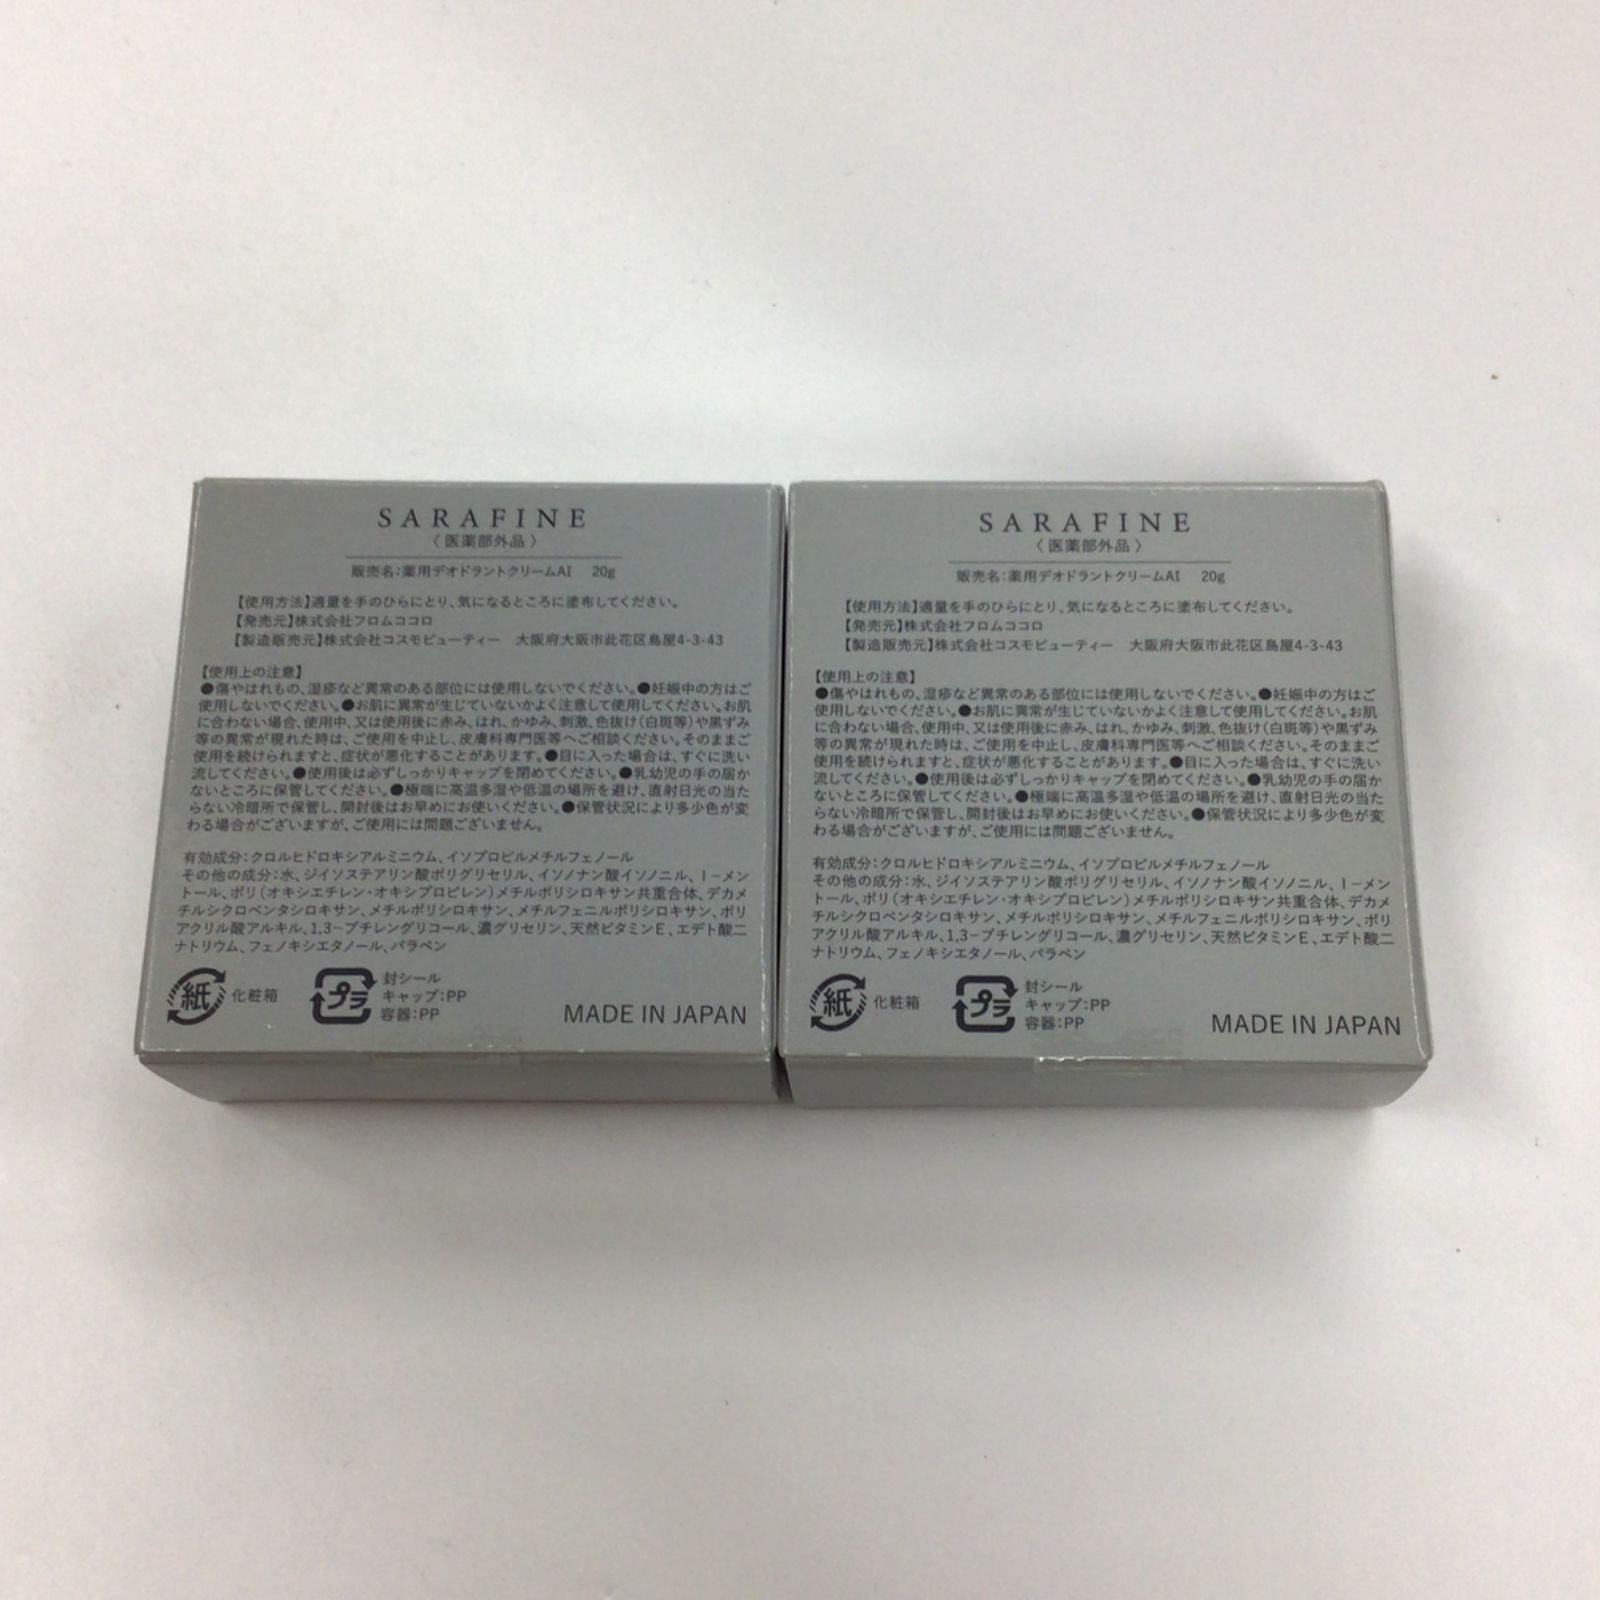 SARAFINE
〈医薬部外品〉
販売名:薬用デオドラントクリームAI 20g
【使用方法】適量を手のひらにとり、気になるところに塗布してください。
【発売元】株式会社フロムココロ
【製造販売元】株式会社コスモビューティー 大阪府大阪市此花区島屋4-3-43
【使用上の注意】
●傷やはれもの、湿疹など異常のある部位には使用しないでください。●妊娠中の方はご
使用しないでください。●お肌に異常が生じていないかよく注意して使用してください。お肌
に合わない場合、使用中、又は使用後に赤み、はれ、かゆみ、刺激、色抜け(白斑等)や黒ずみ
等の異常が現れた時は、ご使用を中止し、皮膚科専門医等へご相談ください。そのままご
使用を続けられますと、症状が悪化することがあります。●目に入った場合は、すぐに洗い
流してください。●使用後は必ずしっかりキャップを閉めてください。●乳幼児の手の届か
ないところに保管してください。●極端に高温多湿や低温の場所を避け、直射日光の当た
らない冷暗所で保管し、開封後はお早めにお使いください。●保管状況により多少色が変
わる場合がございますが、ご使用には問題ございません。
有効成分:クロルヒドロキシアルミニウム、イソプロピルメチルフェノール
その他の成分:水、ジイソステアリン酸ポリグリセリル、イソノナン酸イソノニル、l-メン
トール、ポリ(オキシエチレン・オキシプロピレン)メチルポリシロキサン共重合体、デカメ
チルシクロペンタシロキサン、メチルポリシロキサン、メチルフェニルポリシロキサン、ポリ
アクリル酸アルキル、1,3-ブチレングリコール、濃グリセリン、天然ビタミンE、エデト酸二
ナトリウム、フェノキシエタノール、パラベン
紙 化粧箱
プラ 封シール
キャップ:PP
容器:PP
MADE IN JAPAN
SARAFINE
〈医薬部外品〉
販売名:薬用デオドラントクリームAI 20g
【使用方法】適量を手のひらにとり、気になるところに塗布してください。
【発売元】株式会社フロムココロ
【製造販売元】株式会社コスモビューティー 大阪府大阪市此花区島屋4-3-43
【使用上の注意】
●傷やはれもの、湿疹など異常のある部位には使用しないでください。●妊娠中の方はご
使用しないでください。●お肌に異常が生じていないかよく注意して使用してください。お肌
に合わない場合、使用中、又は使用後に赤み、はれ、かゆみ、刺激、色抜け(白斑等)や黒ずみ
等の異常が現れた時は、ご使用を中止し、皮膚科専門医等へご相談ください。そのままご
使用を続けられますと、症状が悪化することがあります。●目に入った場合は、すぐに洗い
流してください。●使用後は必ずしっかりキャップを閉めてください。●乳幼児の手の届か
ないところに保管してください。●極端に高温多湿や低温の場所を避け、直射日光の当た
らない冷暗所で保管し、開封後はお早めにお使いください。●保管状況により多少色が変
わる場合がございますが、ご使用には問題ございません。
有効成分:クロルヒドロキシアルミニウム、イソプロピルメチルフェノール
その他の成分:水、ジイソステアリン酸ポリグリセリル、イソノナン酸イソノニル、l-メン
トール、ポリ(オキシエチレン・オキシプロピレン)メチルポリシロキサン共重合体、デカメ
チルシクロペンタシロキサン、メチルポリシロキサン、メチルフェニルポリシロキサン、ポリ
アクリル酸アルキル、1,3-ブチレングリコール、濃グリセリン、天然ビタミンE、エデト酸二
ナトリウム、フェノキシエタノール、パラベン
紙 化粧箱
プラ 封シール
キャップ:PP
容器:PP
MADE IN JAPAN